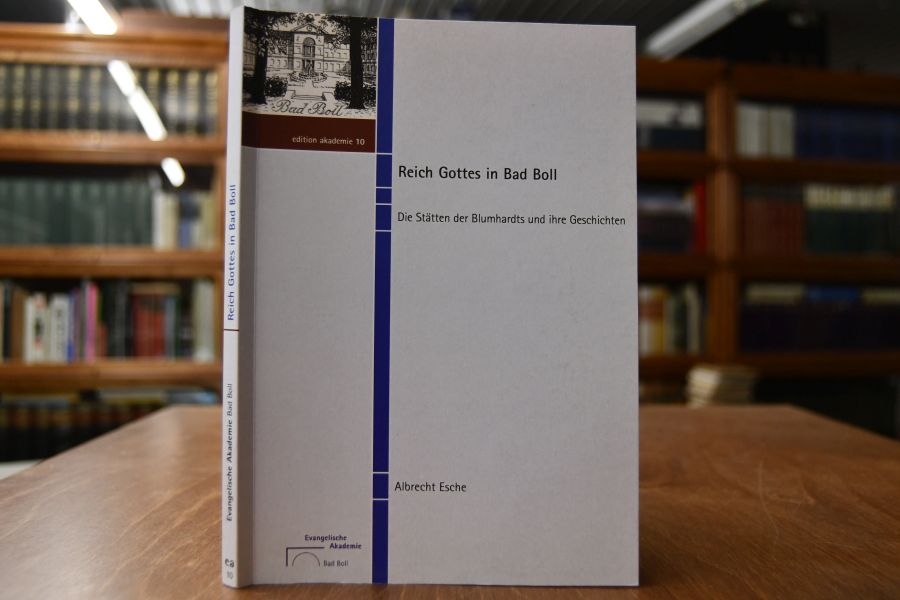 Bad Boll
edition akademie 10
Reich Gottes in Bad Boll
Die Stätten der Blumhardts und ihre Geschichten
Albrecht Esche
Evangelische
Akademie
Bad Boll
Reich Gottes in Bad Boll
Evangelische Akademie Bad Boll
ea
10